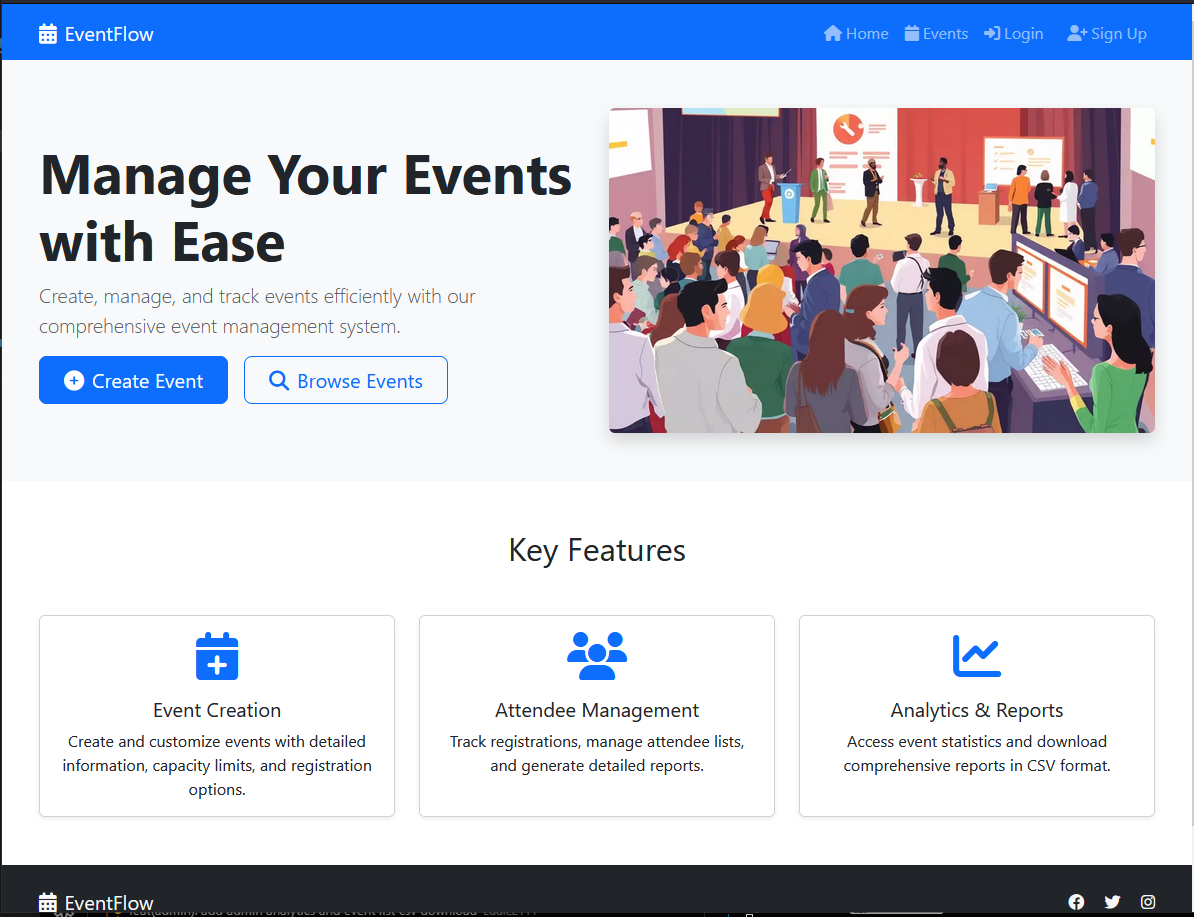 EventFlow
Home Events Login Sign Up
Manage Your Events
with Ease
Create, manage, and track events efficiently with our
comprehensive event management system.
Create Event Browse Events
Key Features
Event Creation
Create and customize events with detailed
information, capacity limits, and registration
options.
Attendee Management
Track registrations, manage attendee lists,
and generate detailed reports.
Analytics & Reports
Access event statistics and download
comprehensive reports in CSV format.
EventFlow